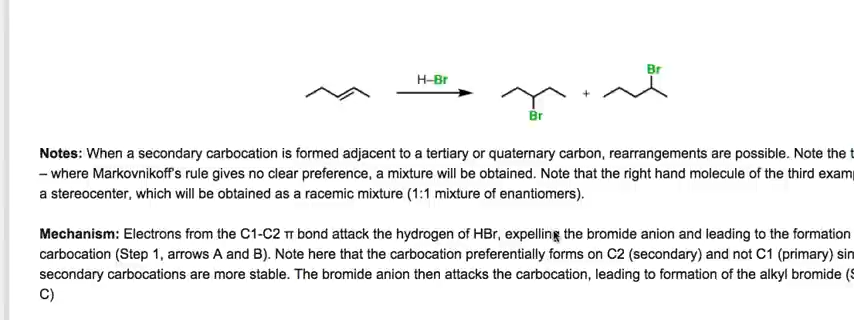 H–Br
Br
+
Br
Notes: When a secondary carbocation is formed adjacent to a tertiary or quaternary carbon, rearrangements are possible. Note the
– where Markovnikoff's rule gives no clear preference, a mixture will be obtained. Note that the right hand molecule of the third
a stereocenter, which will be obtained as a racemic mixture (1:1 mixture of enantiomers).
Mechanism: Electrons from the C1-C2 π bond attack the hydrogen of HBr, expelling the bromide anion and leading to the formation
carbocation (Step 1, arrows A and B). Note here that the carbocation preferentially forms on C2 (secondary) and not C1 (primary)
secondary carbocations are more stable. The bromide anion then attacks the carbocation, leading to formation of the alkyl bromide
C)